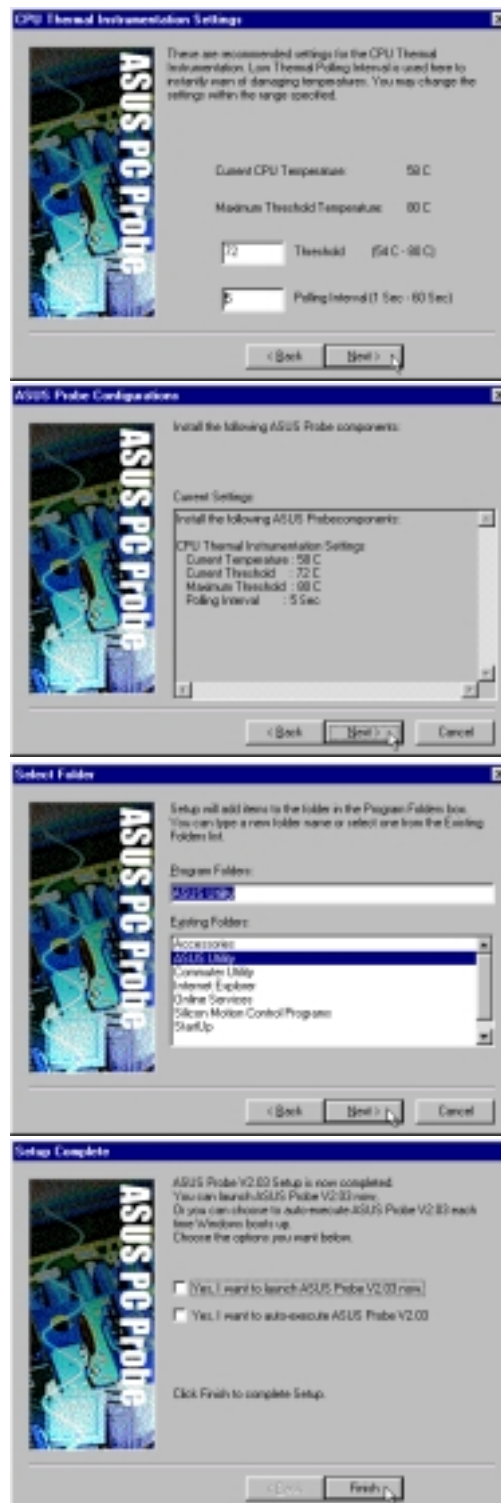 CPU Thermal Instrumentation Settings
ASUS PC Probe
These are recommended settings for the CPU Thermal
Instrumentation. Low Thermal Polling Interval is used here to
instantly warn of damaging temperatures. You may change the
settings within the range specified.
Current CPU Temperature: 58 C
Maximum Threshold Temperature: 80 C
72 Threshold (54 C - 80 C)
5 Polling Interval (1 Sec - 60 Sec)
< Back Next >
ASUS Probe Configurations
ASUS PC Probe
Install the following ASUS Probe components:
Current Settings:
Install the following ASUS Probecomponents:
CPU Thermal Instrumentation Settings
Current Temperature : 58 C
Current Threshold : 72 C
Maximum Threshold : 80 C
Polling Interval : 5 Sec
< Back Next > Cancel
Select Folder
ASUS PC Probe
Setup will add items to the folder in the Program Folders box.
You can type a new folder name or select one from the Existing
Folders list.
Program Folders:
ASUS Utility
Existing Folders:
Accessories
ASUS Utility
Commuter Utility
Internet Explorer
Online Services
Silicon Motion Control Programs
StartUp
< Back Next > Cancel
Setup Complete
ASUS PC Probe
ASUS Probe V2.03 Setup is now completed.
You can launch ASUS Probe V2.03 now.
Or you can choose to auto-execute ASUS Probe V2.03 each
time Windows boots up.
Choose the options you want below.
Yes, I want to launch ASUS Probe V2.03 now.
Yes, I want to auto-execute ASUS Probe V2.03
Click Finish to complete Setup.
< Back Finish